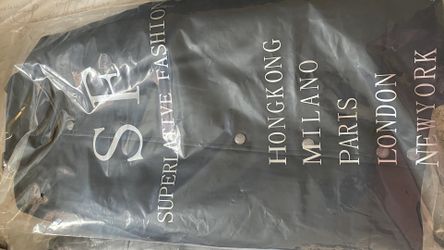 SF
SUPERLATIVE FASHION
HONGKONG
MILANO
PARIS
LONDON
NEWYORK